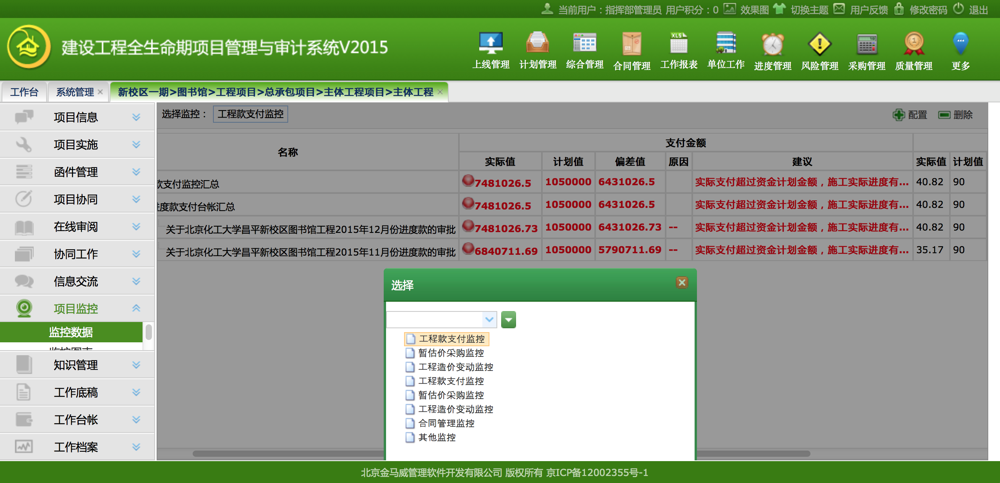 当前用户：指挥部管理员 用户积分：0 效果图 切换主题 用户反馈 修改密码 退出
建设工程全生命期项目管理与审计系统V2015
上线管理 计划管理 综合管理 合同管理 工作报表 单位工作 进度管理 风险管理 采购管理 质量管理 更多
XLS
工作台 系统管理 新校区一期>图书馆>工程项目>总承包项目>主体工程项目>主体工程
项目信息
项目实施
函件管理
项目协同
在线审阅
协同工作
信息交流
项目监控
监控数据
知识管理
工作底稿
工作台帐
工作档案
选择监控： 工程款支付监控 配置 删除
名称 支付金额
实际值 计划值 偏差值 原因 建议 实际值 计划值
款支付监控汇总 7481026.5 1050000 6431026.5 实际支付超过资金计划金额，施工实际进度有... 40.82 90
进度款支付台帐汇总 7481026.5 1050000 6431026.5 实际支付超过资金计划金额，施工实际进度有... 40.82 90
关于北京化工大学昌平新校区图书馆工程2015年12月份进度款的审批 7481026.73 1050000 6431026.73 -- 实际支付超过资金计划金额，施工实际进度有... 40.82 90
关于北京化工大学昌平新校区图书馆工程2015年11月份进度款的审批 6840711.69 1050000 5790711.69 -- 实际支付超过资金计划金额，施工实际进度有... 35.17 90
选择
工程款支付监控
暂估价采购监控
工程造价变动监控
工程款支付监控
暂估价采购监控
工程造价变动监控
合同管理监控
其他监控
北京金马威管理软件开发有限公司 版权所有 京ICP备12002355号-1